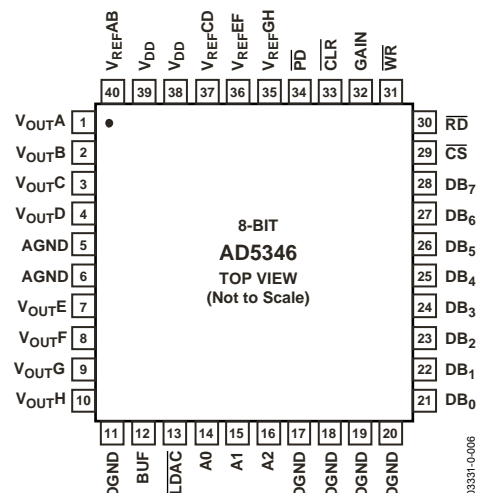 VREFAB
VDD
VDD
VREFCD
VREFEF
VREFGH
PD
CLR
GAIN
WR
40 39 38 37 36 35 34 33 32 31
VOUTA 1
VOUTB 2
VOUTC 3
VOUTD 4
AGND 5
AGND 6
VOUTE 7
VOUTF 8
VOUTG 9
VOUTH 10
8-BIT
AD5346
TOP VIEW
(Not to Scale)
30 RD
29 CS
28 DB7
27 DB6
26 DB5
25 DB4
24 DB3
23 DB2
22 DB1
21 DB0
11 12 13 14 15 16 17 18 19 20
DGND
BUF
LDAC
A0
A1
A2
DGND
DGND
DGND
DGND
03331-0-006